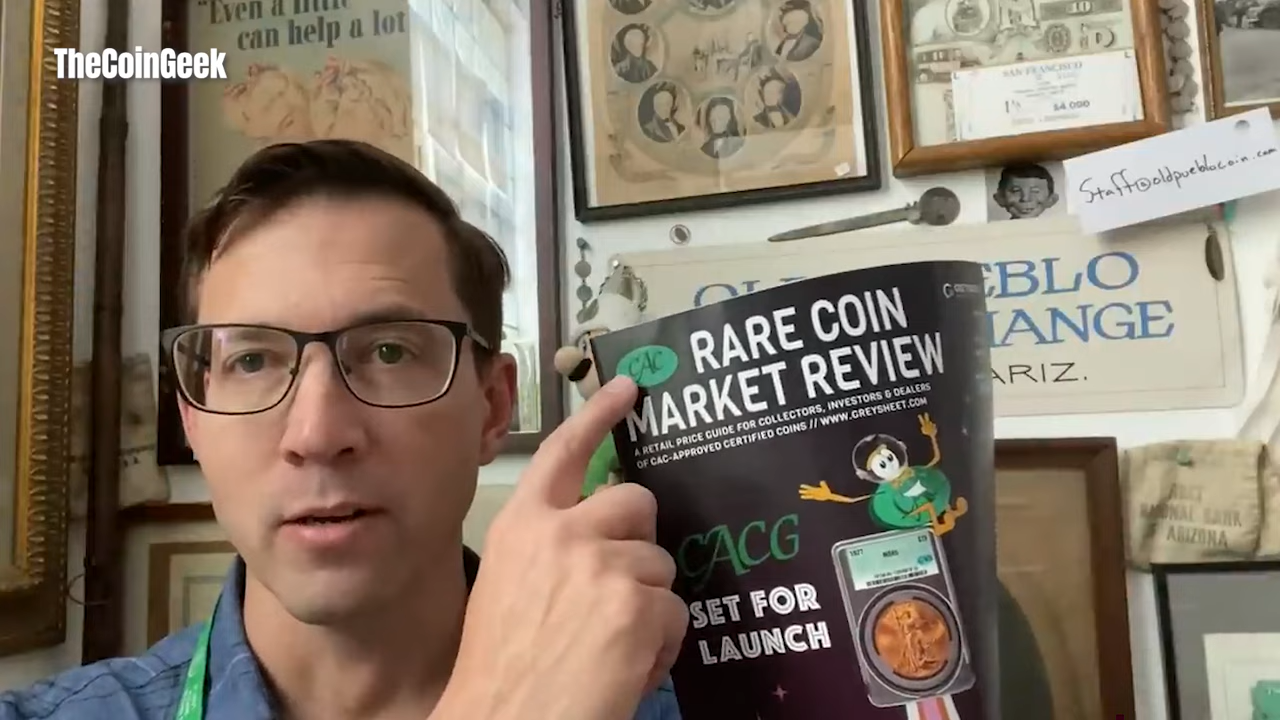 TheCoinGeek
"Even a little
can help a lot
SAN FRANCISCO
$4.000
Staff@oldpueblocoin.com
EBLO
HANGE
ARIZ.
CAC
RARE COIN
MARKET REVIEW
A RETAIL PRICE GUIDE FOR COLLECTORS, INVESTORS & DEALERS
OF CAC-APPROVED CERTIFIED COINS // WWW.GREYSHEET.COM
CACG
SET FOR
LAUNCH
1927
NATIONAL BANK
ARIZONA